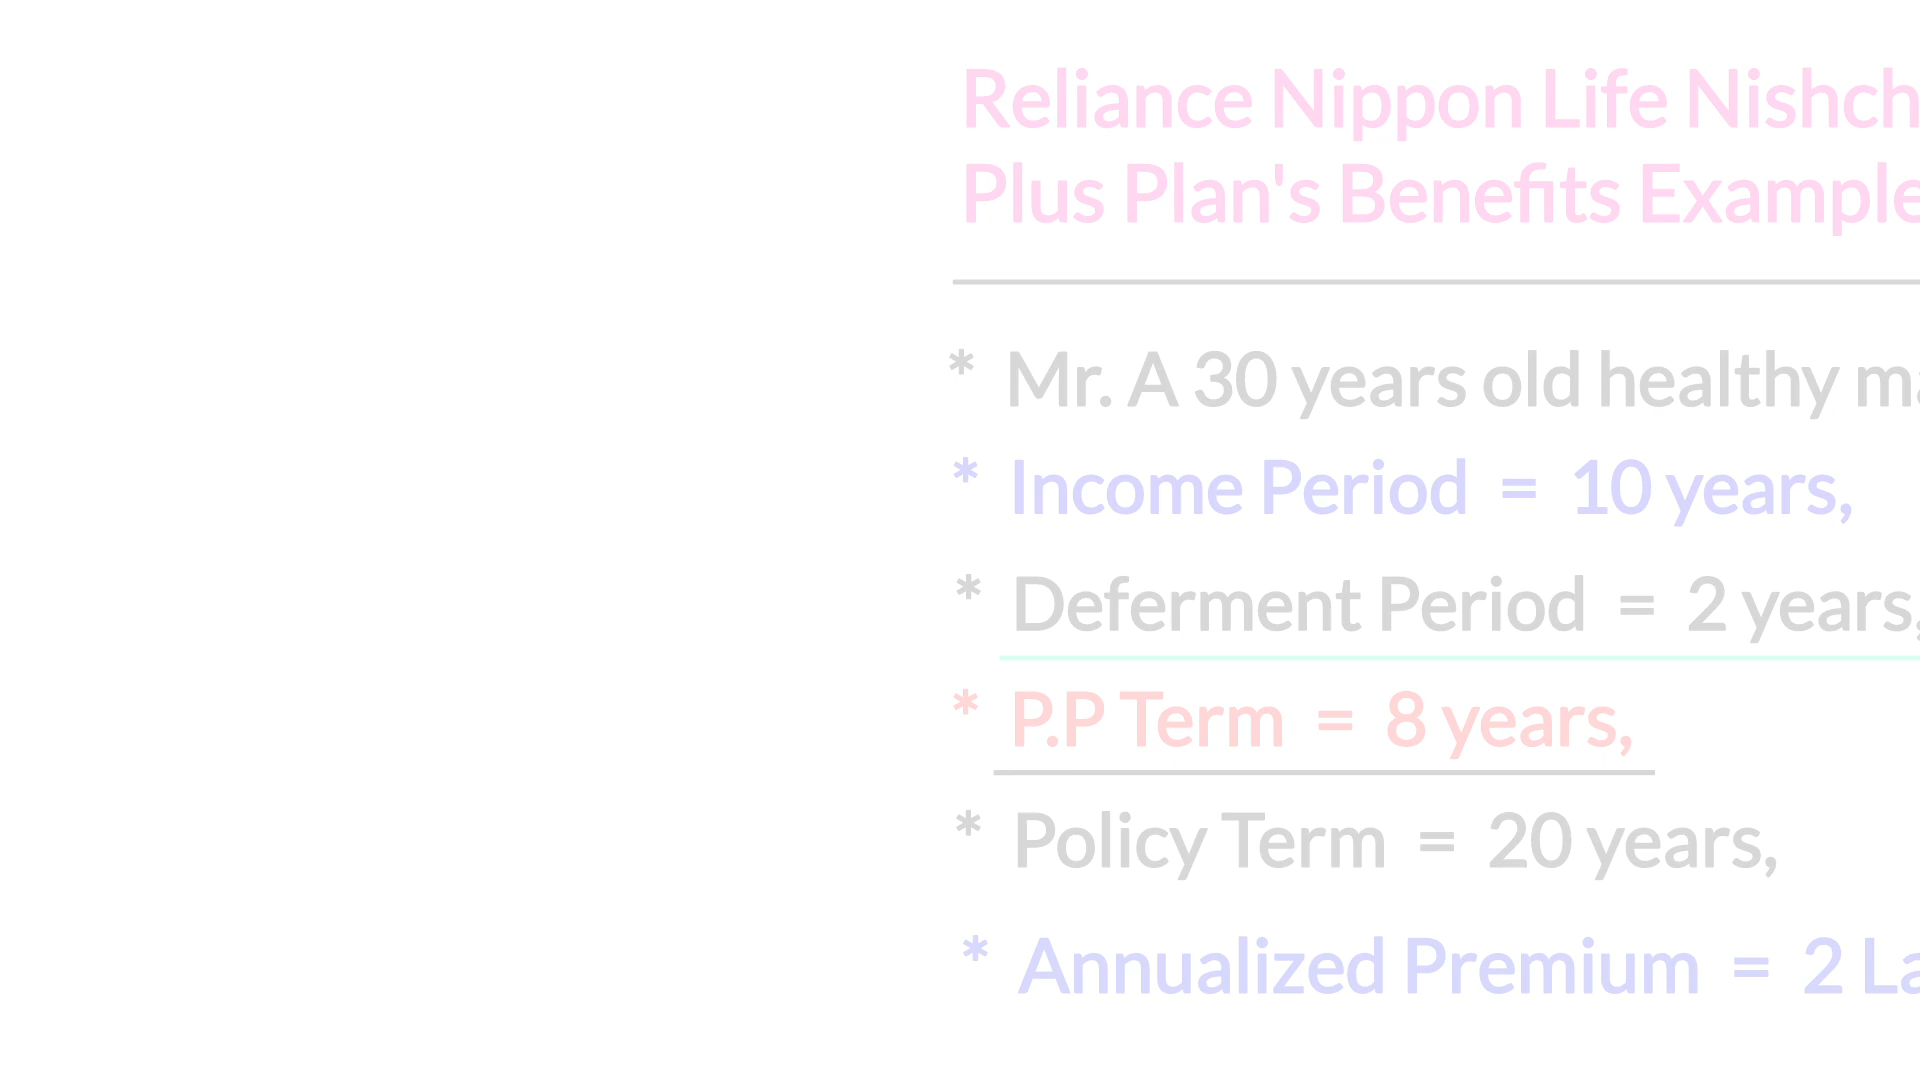 Reliance Nippon Life Nishch
Plus Plan's Benefits Example
* Mr. A 30 years old healthy
* Income Period = 10 years,
* Deferment Period = 2 years,
* P.P Term = 8 years,
* Policy Term = 20 years,
* Annualized Premium = 2